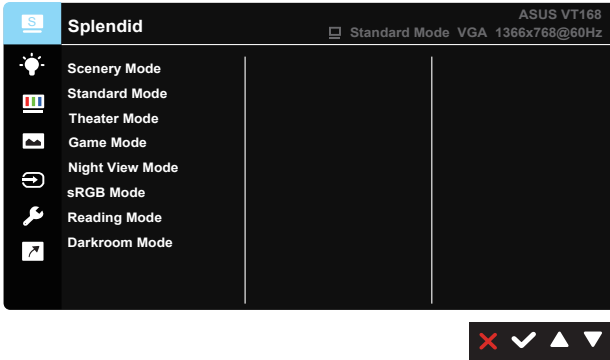 S
Splendid
ASUS VT168
Standard Mode VGA 1366x768@60Hz
Scenery Mode
Standard Mode
Theater Mode
Game Mode
Night View Mode
sRGB Mode
Reading Mode
Darkroom Mode